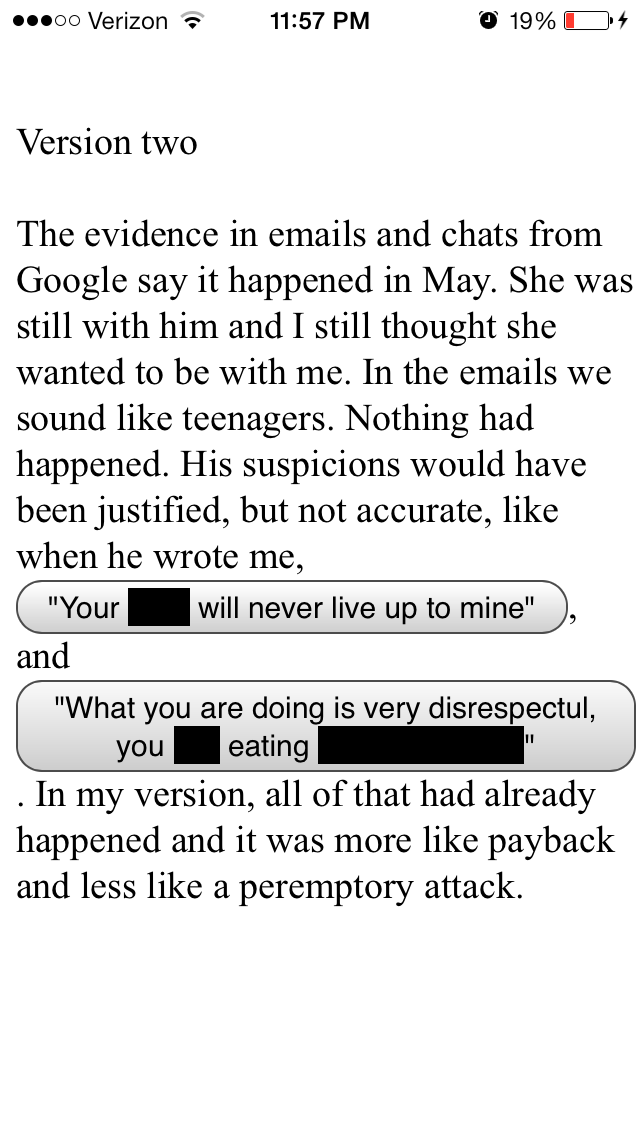 Verizon 11:57 PM 19%
Version two
The evidence in emails and chats from
Google say it happened in May. She was
still with him and I still thought she
wanted to be with me. In the emails we
sound like teenagers. Nothing had
happened. His suspicions would have
been justified, but not accurate, like
when he wrote me,
"Your will never live up to mine",
and
"What you are doing is very disrespectul,
you eating "
. In my version, all of that had already
happened and it was more like payback
and less like a peremptory attack.